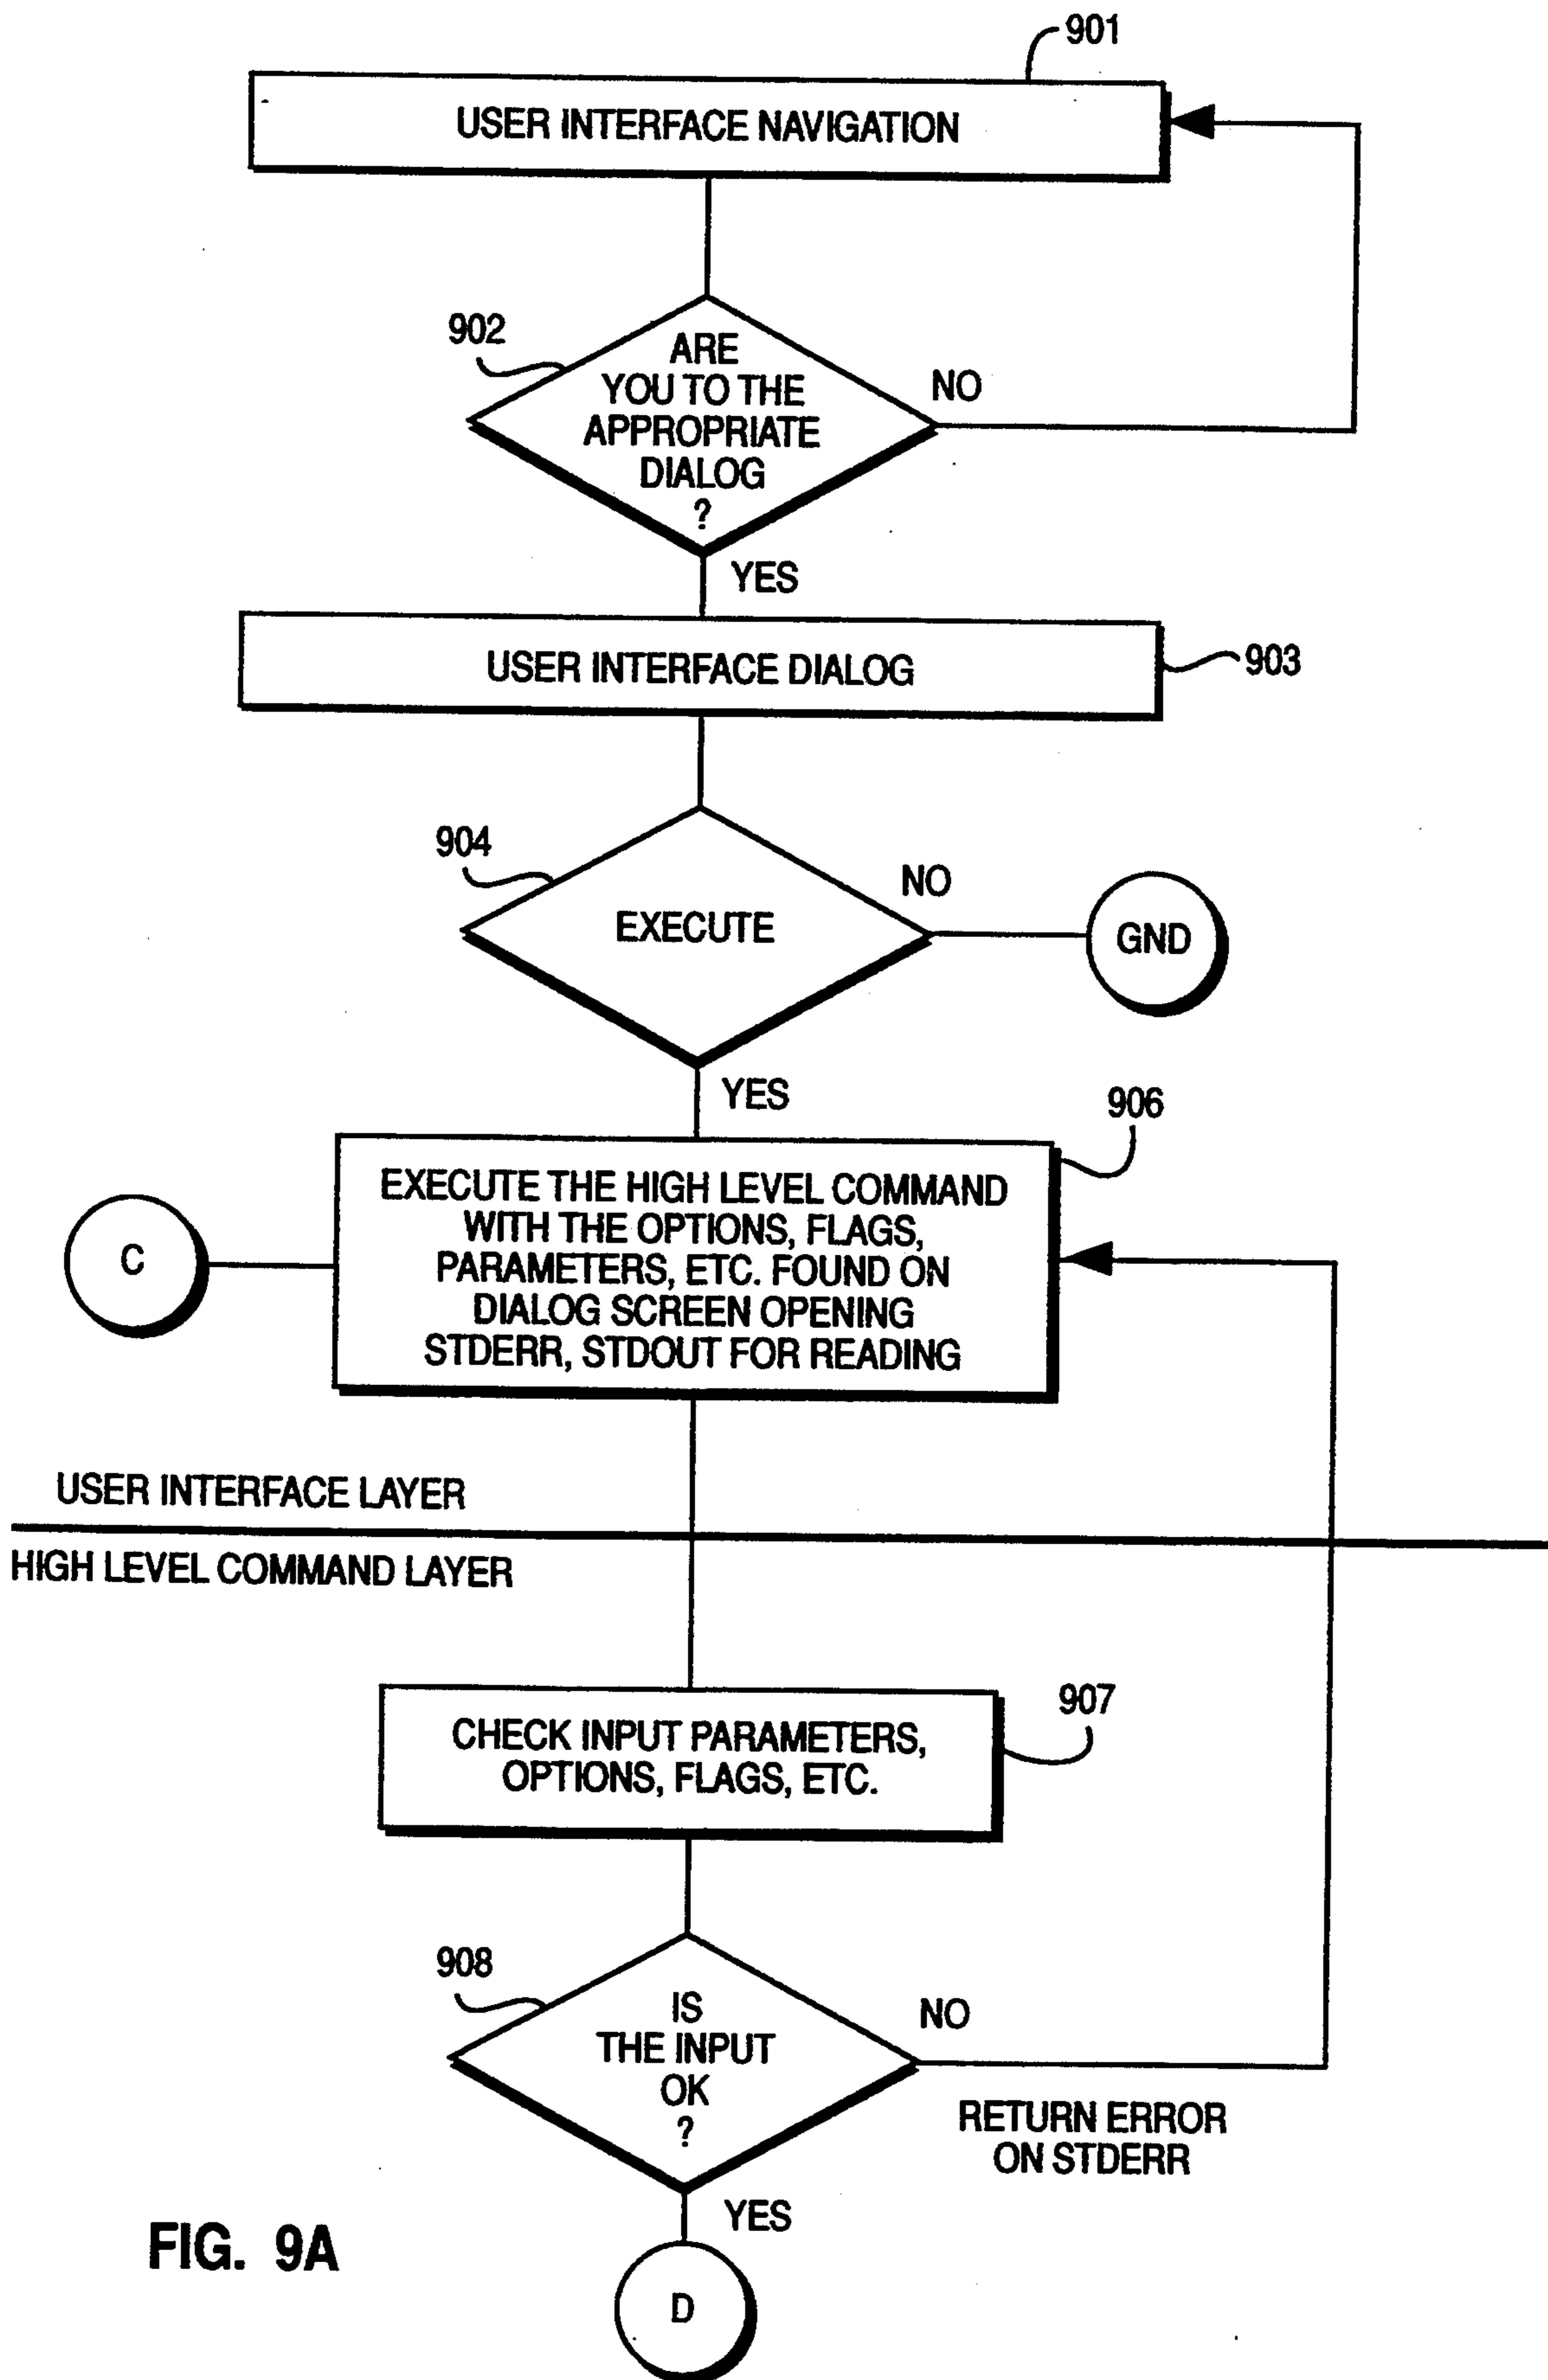 901
USER INTERFACE NAVIGATION
902
ARE
YOU TO THE
APPROPRIATE
DIALOG
?
NO
YES
USER INTERFACE DIALOG
903
904
EXECUTE
NO
GND
YES
906
EXECUTE THE HIGH LEVEL COMMAND
WITH THE OPTIONS, FLAGS,
PARAMETERS, ETC. FOUND ON
DIALOG SCREEN OPENING
STDERR, STDOUT FOR READING
C
USER INTERFACE LAYER
HIGH LEVEL COMMAND LAYER
907
CHECK INPUT PARAMETERS,
OPTIONS, FLAGS, ETC.
908
IS
THE INPUT
OK
?
NO
RETURN ERROR
ON STDERR
YES
D
FIG. 9A